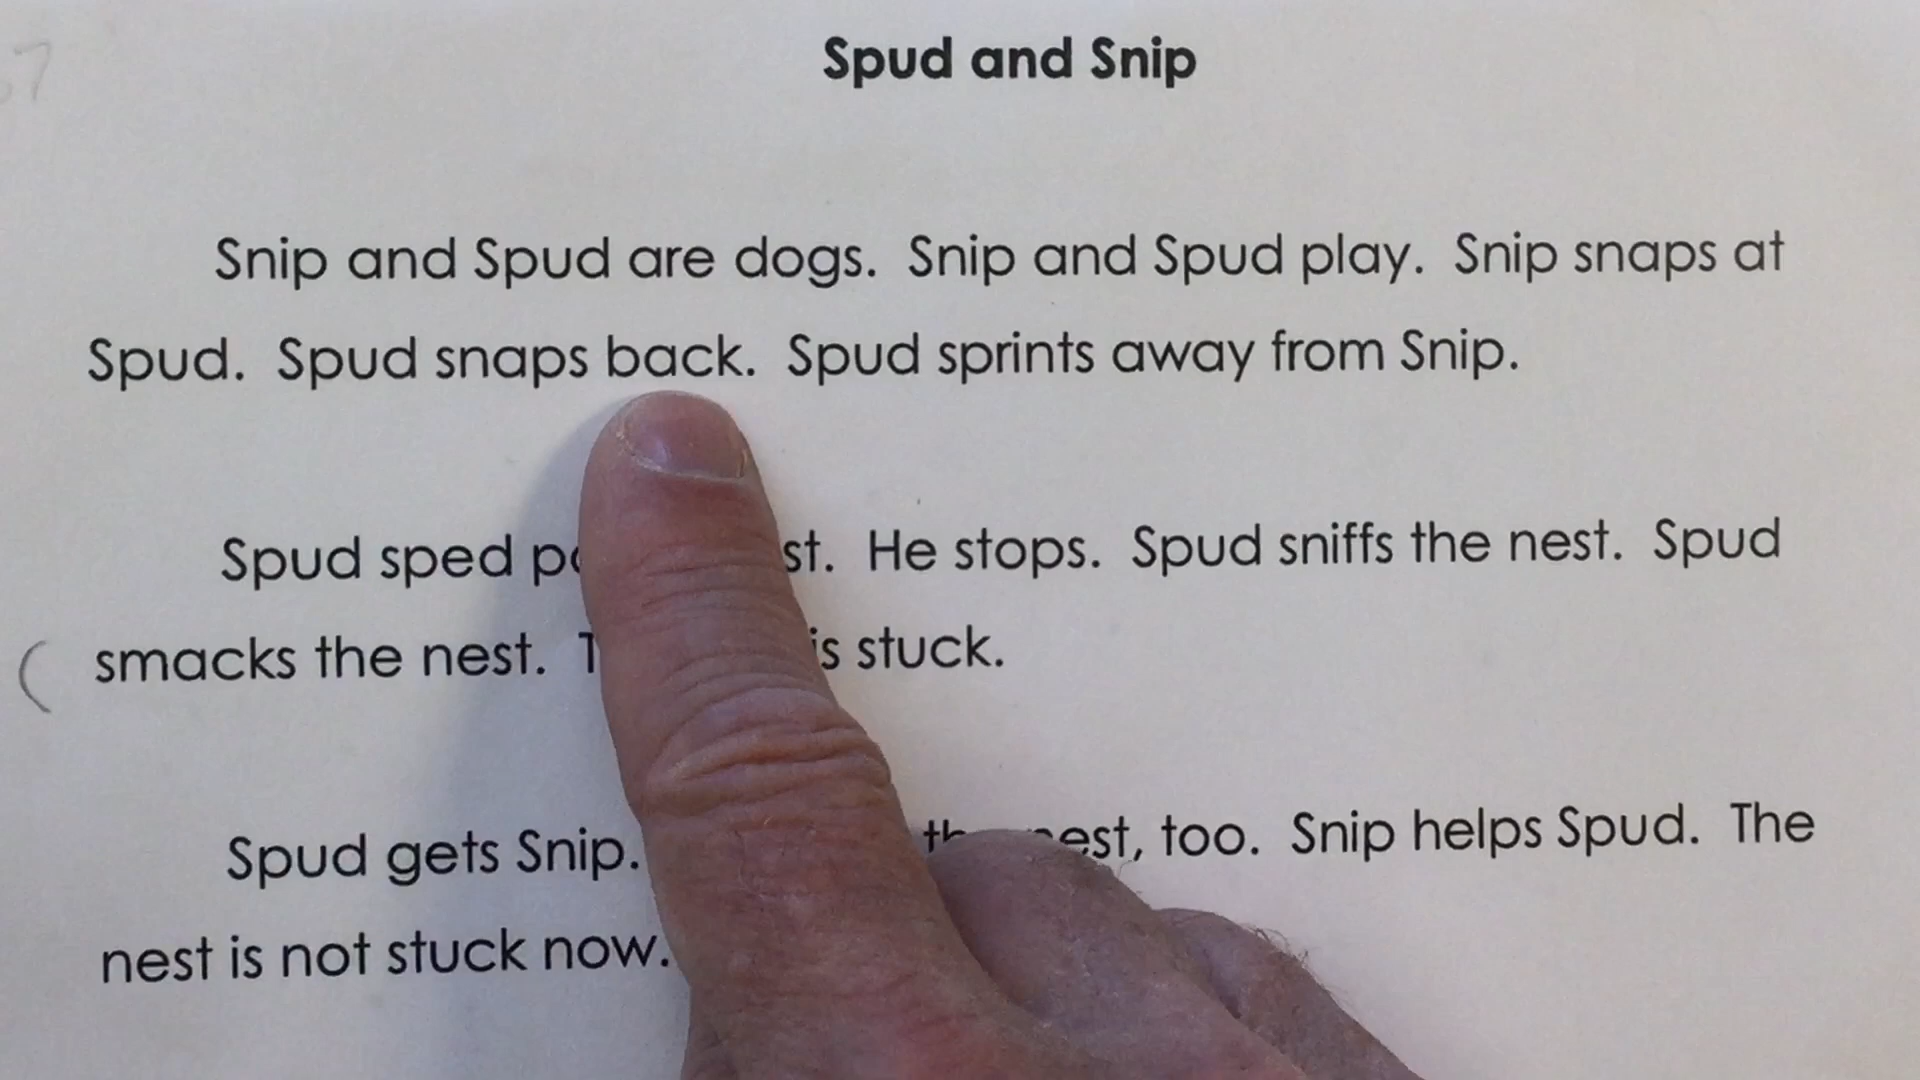 Spud and Snip
Snip and Spud are dogs. Snip and Spud play. Snip snaps at
Spud. Spud snaps back. Spud sprints away from Snip.
Spud sped st. He stops. Spud sniffs the nest. Spud
smacks the nest. is stuck.
Spud gets Snip. nest, too. Snip helps Spud. The
nest is not stuck now.